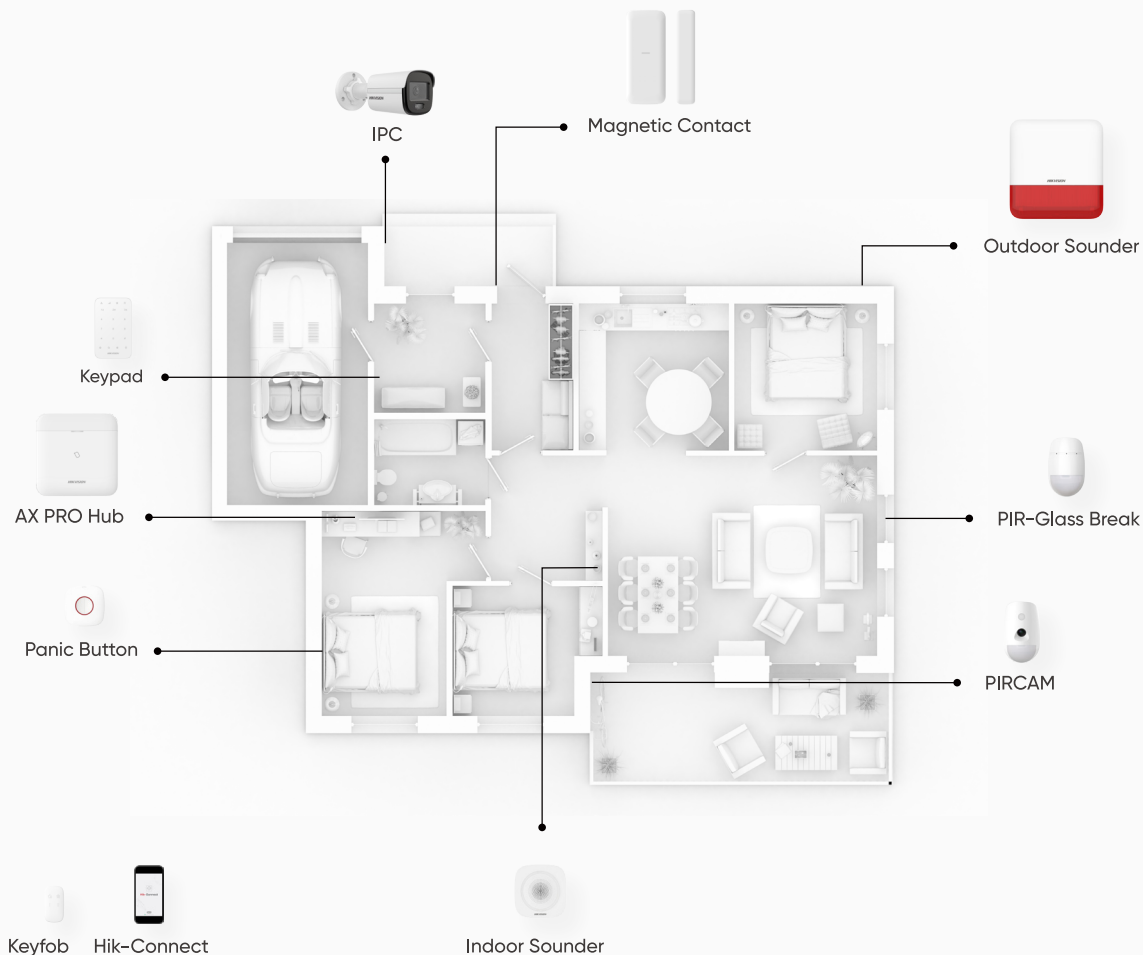 IPC
Magnetic Contact
Outdoor Sounder
Keypad
AX PRO Hub
PIR-Glass Break
Panic Button
PIRCAM
Keyfob
Hik-Connect
Indoor Sounder